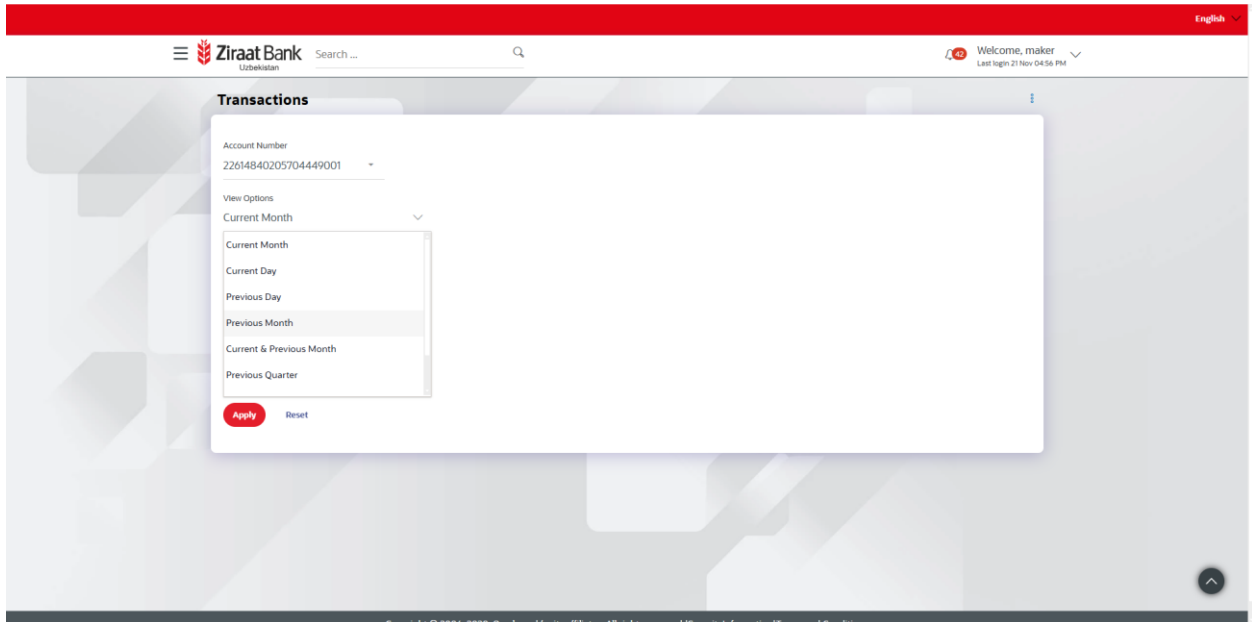 English
Ziraat Bank
Uzbekistan
Search ...
42
Welcome, maker
Last login 21 Nov 04:56 PM
Transactions
Account Number
22614840205704449001
View Options
Current Month
Current Month
Current Day
Previous Day
Previous Month
Current & Previous Month
Previous Quarter
Apply
Reset